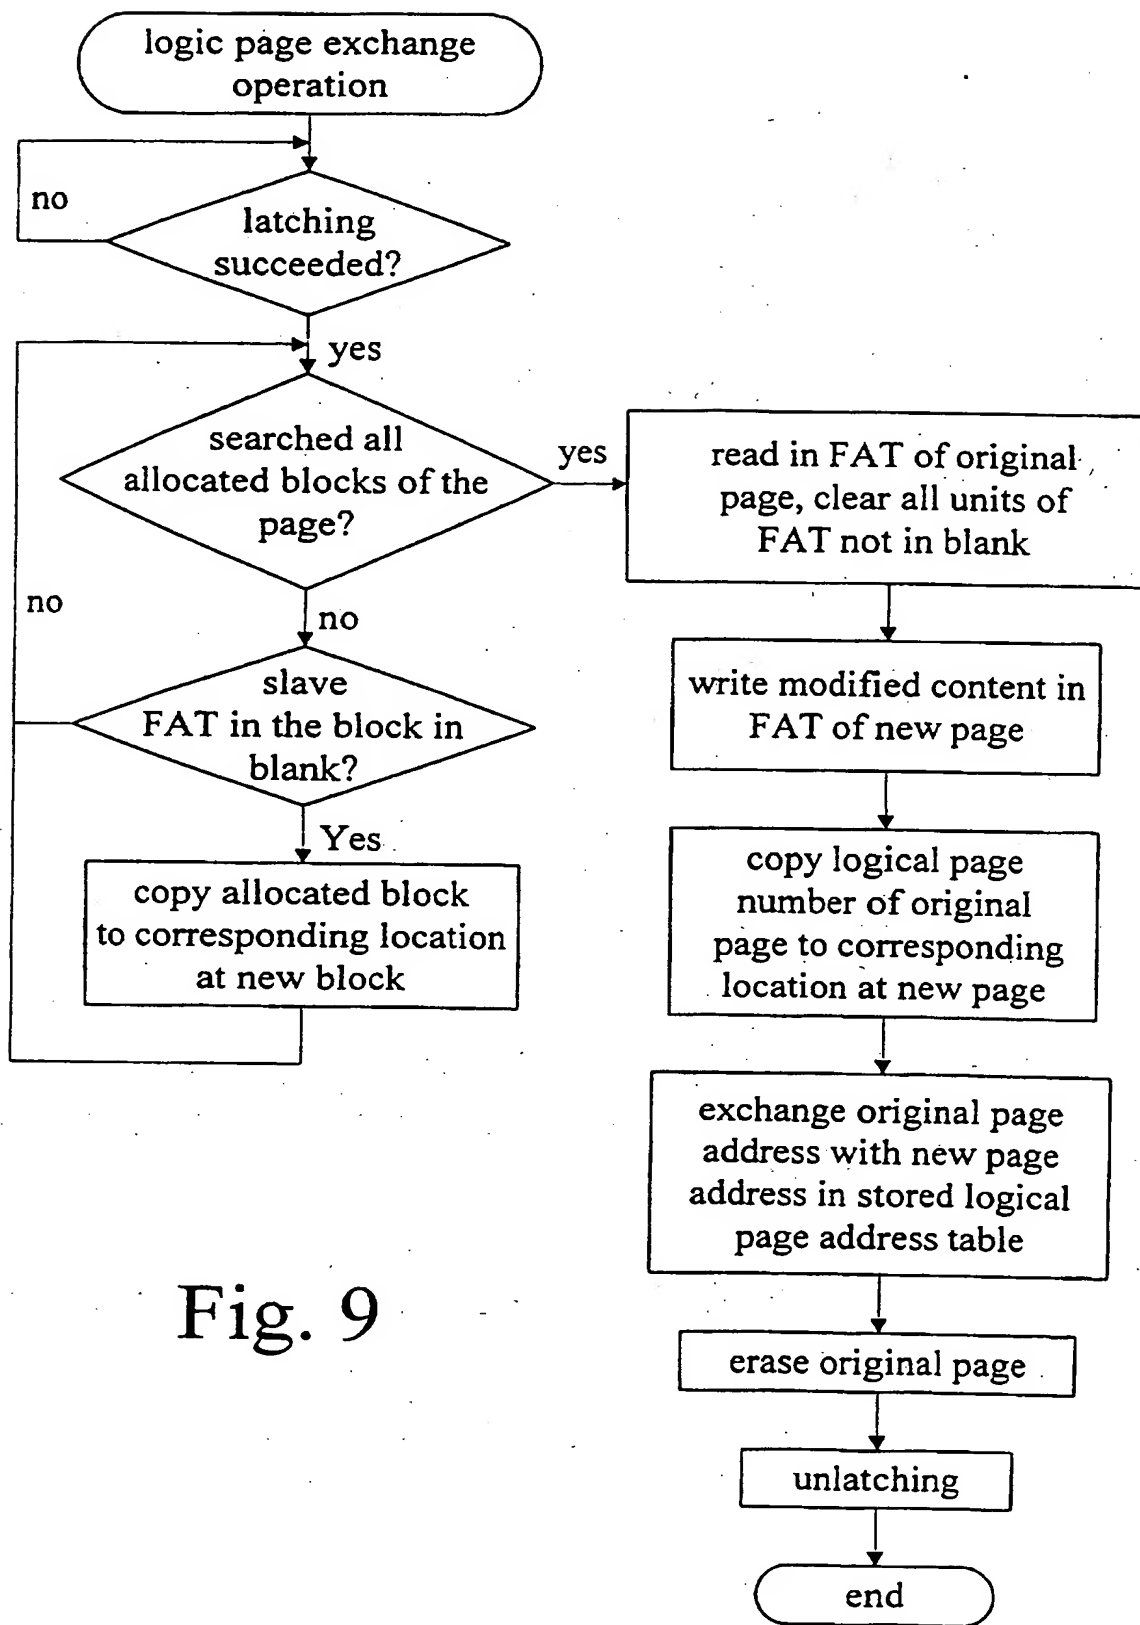 logic page exchange
operation
no
latching
succeeded?
yes
searched all
allocated blocks of the
page?
yes
no
no
slave
FAT in the block in
blank?
Yes
copy allocated block
to corresponding location
at new block
read in FAT of original
page, clear all units of
FAT not in blank
write modified content in
FAT of new page
copy logical page
number of original
page to corresponding
location at new page
exchange original page
address with new page
address in stored logical
page address table
erase original page
unlatching
end
Fig. 9